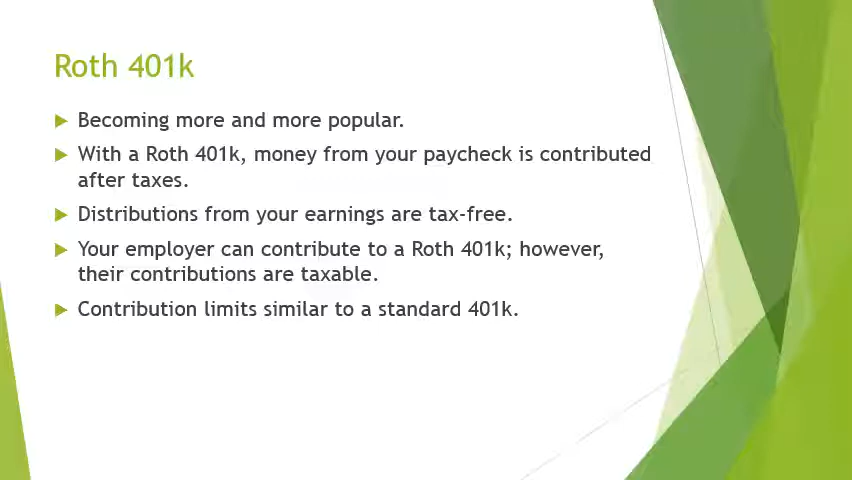 Roth 401k
Becoming more and more popular.
With a Roth 401k, money from your paycheck is contributed
after taxes.
Distributions from your earnings are tax-free.
Your employer can contribute to a Roth 401k; however,
their contributions are taxable.
Contribution limits similar to a standard 401k.